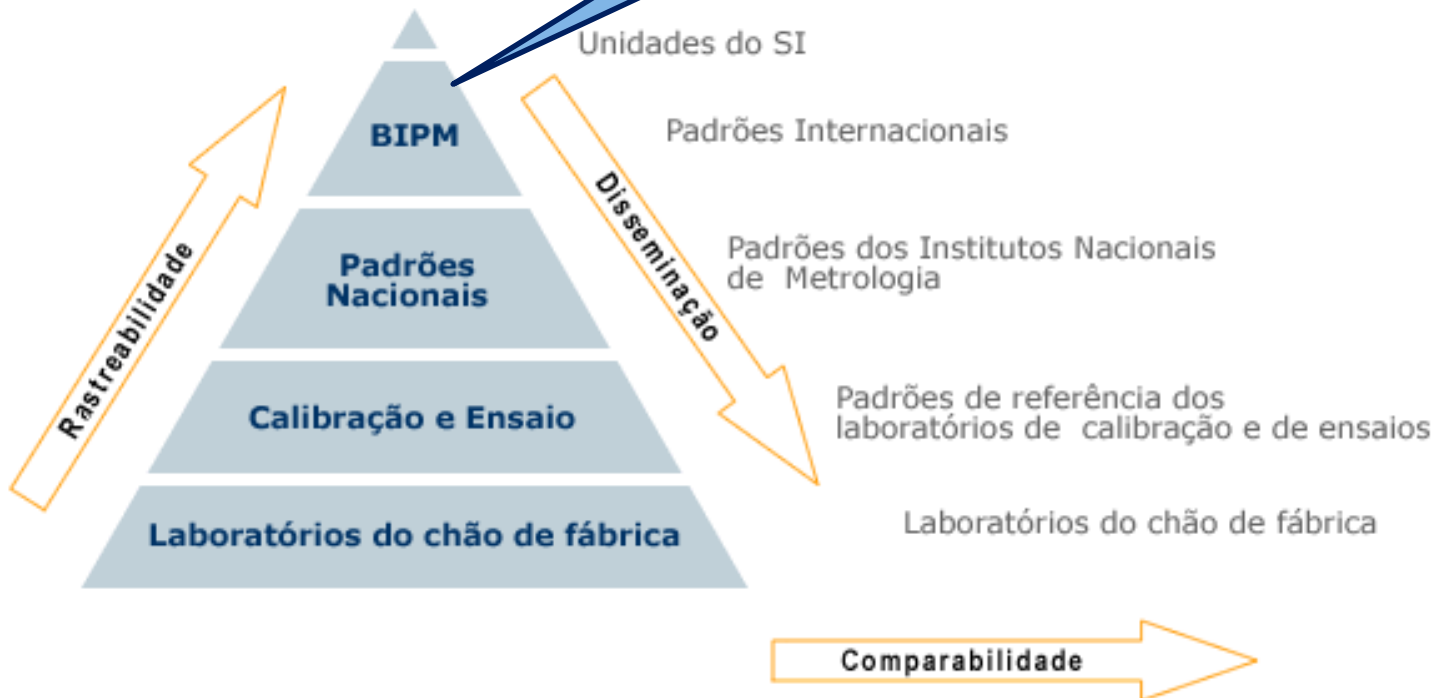 Unidades do SI
BIPM
Padrões Internacionais
Rastreabilidade
Disseminação
Padrões
Nacionais
Padrões dos Institutos Nacionais
de Metrologia
Calibração e Ensaio
Padrões de referência dos
laboratórios de calibração e de ensaios
Laboratórios do chão de fábrica
Laboratórios do chão de fábrica
Comparabilidade